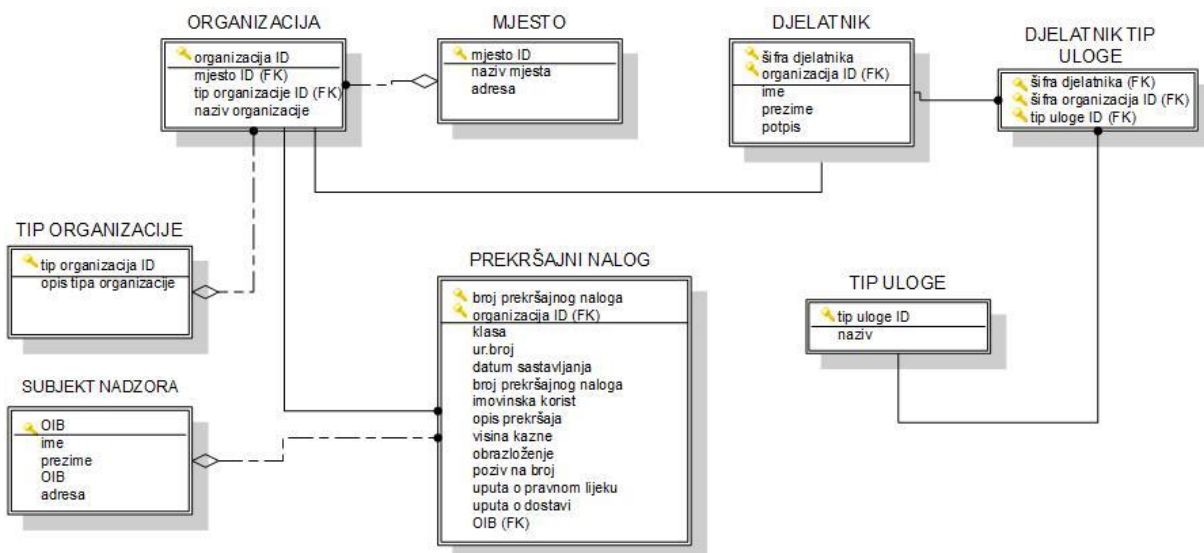 ORGANIZACIJA
organizacija ID
mjesto ID (FK)
tip organizacije ID (FK)
naziv organizacije
MJESTO
mjesto ID
naziv mjesta
adresa
DJELATNIK
šifra djelatnika
organizacija ID (FK)
ime
prezime
potpis
DJELATNIK TIP
ULOGE
šifra djelatnika (FK)
šifra organizacija ID (FK)
tip uloge ID (FK)
TIP ORGANIZACIJE
tip organizacija ID
opis tipa organizacije
PREKRŠAJNI NALOG
broj prekršajnog naloga
organizacija ID (FK)
klasa
ur.broj
datum sastavljanja
broj prekršajnog naloga
imovinska korist
opis prekršaja
visina kazne
obrazloženje
poziv na broj
uputa o pravnom lijeku
uputa o dostavi
OIB (FK)
TIP ULOGE
tip uloge ID
naziv
SUBJEKT NADZORA
OIB
ime
prezime
OIB
adresa